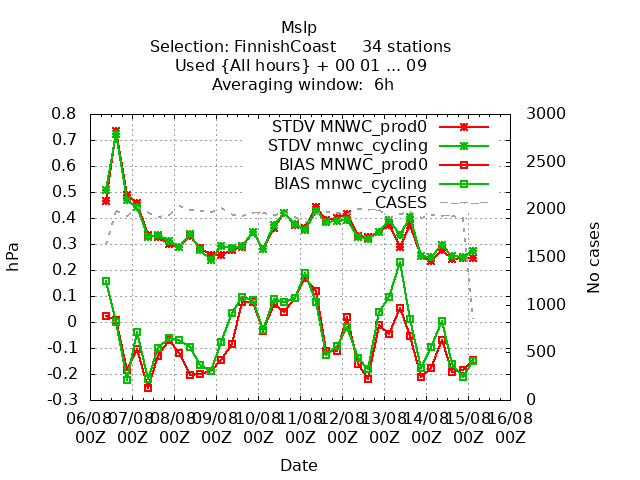 Mslp
Selection: FinnishCoast 34 stations
Used {All hours} + 00 01 ... 09
Averaging window: 6h
0.8
0.7
0.6
0.5
0.4
0.3
0.2
0.1
0
-0.1
-0.2
-0.3
hPa
STDV MNWC_prod0
STDV mnwc_cycling
BIAS MNWC_prod0
BIAS mnwc_cycling
CASES
3000
2500
2000
1500
1000
500
0
No cases
06/08 07/08 08/08 09/08 10/08 11/08 12/08 13/08 14/08 15/08 16/08
00Z 00Z 00Z 00Z 00Z 00Z 00Z 00Z 00Z 00Z 00Z
Date